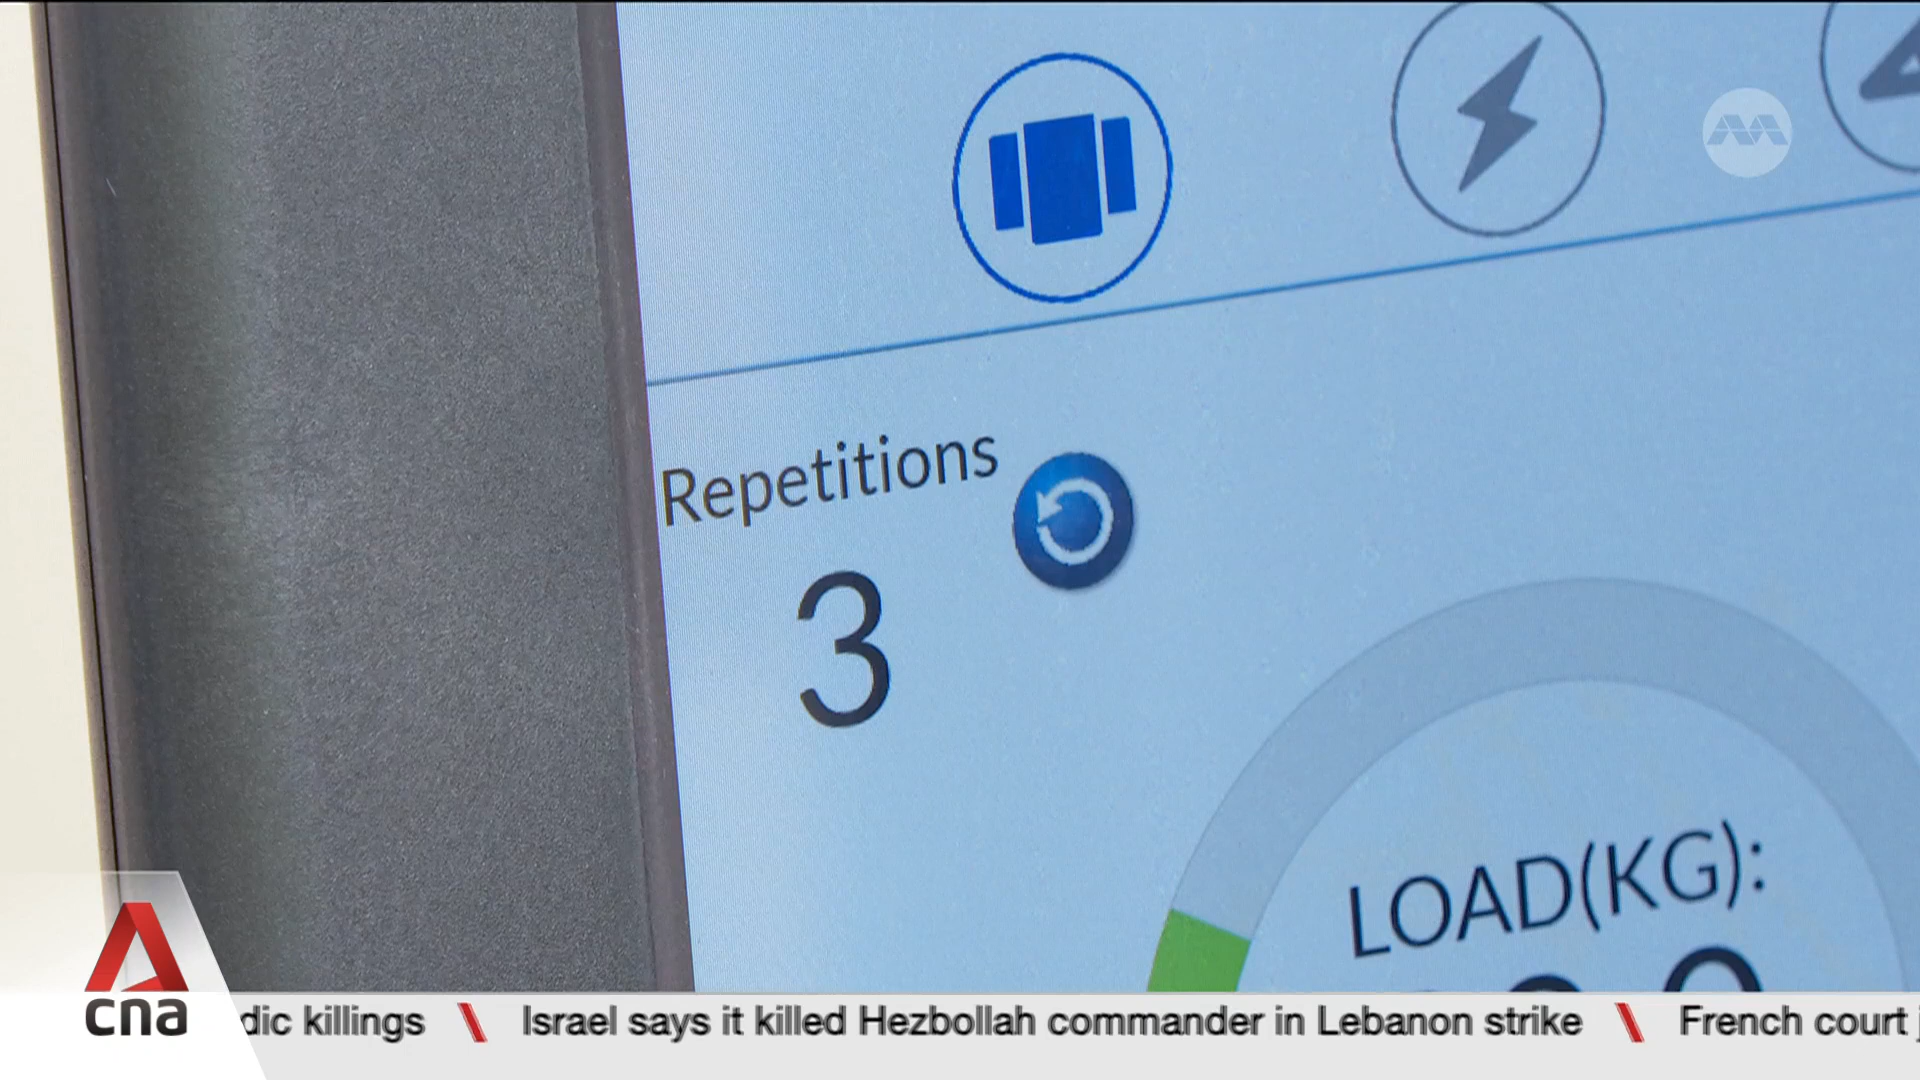 Repetitions
3
LOAD(KG):
cna
dic killings \ Israel says it killed Hezbollah commander in Lebanon strike \ French court